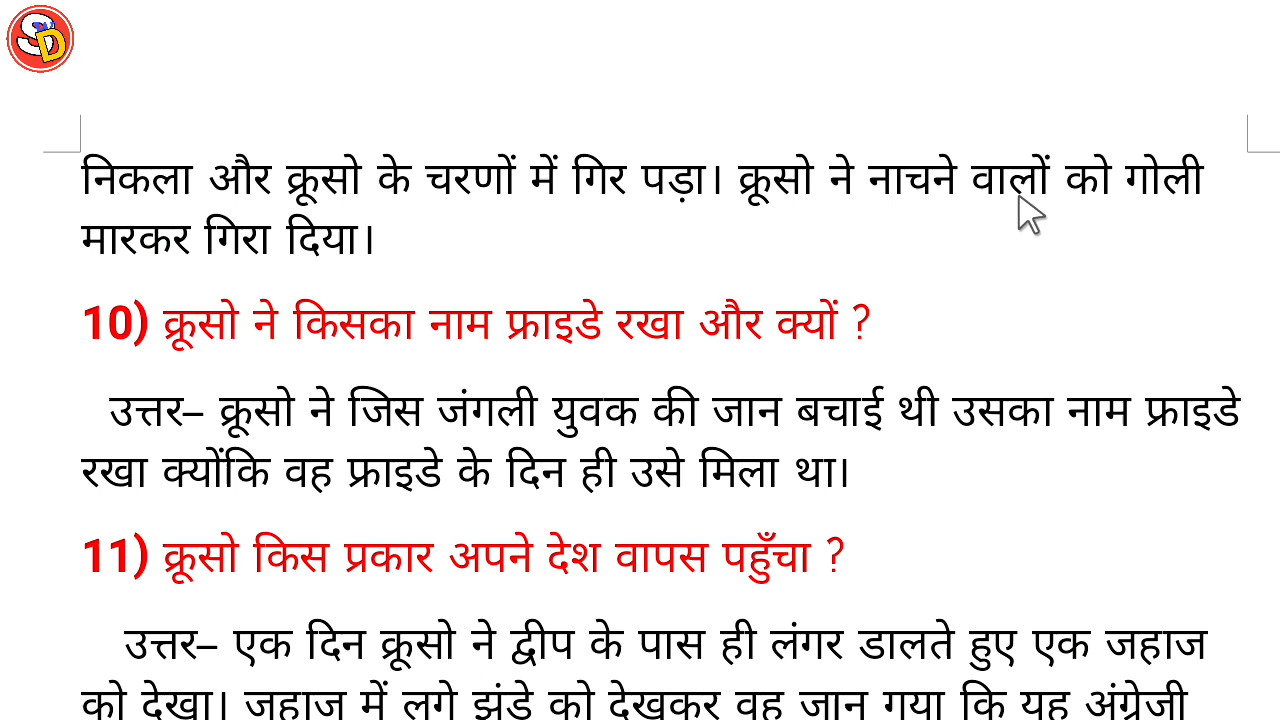 SD
निकला और क्रूसो के चरणों में गिर पड़ा। क्रूसो ने नाचने वालों को गोली
मारकर गिरा दिया।
10) क्रूसो ने किसका नाम फ्राइडे रखा और क्यों ?
उत्तर– क्रूसो ने जिस जंगली युवक की जान बचाई थी उसका नाम फ्राइडे
रखा क्योंकि वह फ्राइडे के दिन ही उसे मिला था।
11) क्रूसो किस प्रकार अपने देश वापस पहुँचा ?
उत्तर– एक दिन क्रूसो ने द्वीप के पास ही लंगर डालते हुए एक जहाज
को देखा। जहाज में लगे झंडे को देखकर वह जान गया कि यह अंग्रेजी